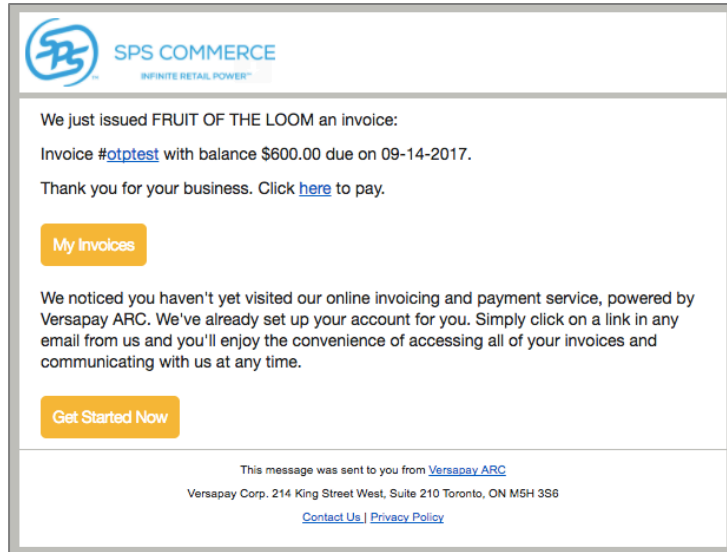 SPS
SPS COMMERCE
INFINITE RETAIL POWER™
We just issued FRUIT OF THE LOOM an invoice:
Invoice #otptest with balance $600.00 due on 09-14-2017.
Thank you for your business. Click here to pay.
My Invoices
We noticed you haven't yet visited our online invoicing and payment service, powered by
Versapay ARC. We've already set up your account for you. Simply click on a link in any
email from us and you'll enjoy the convenience of accessing all of your invoices and
communicating with us at any time.
Get Started Now
This message was sent to you from Versapay ARC
Versapay Corp. 214 King Street West, Suite 210 Toronto, ON M5H 3S6
Contact Us | Privacy Policy